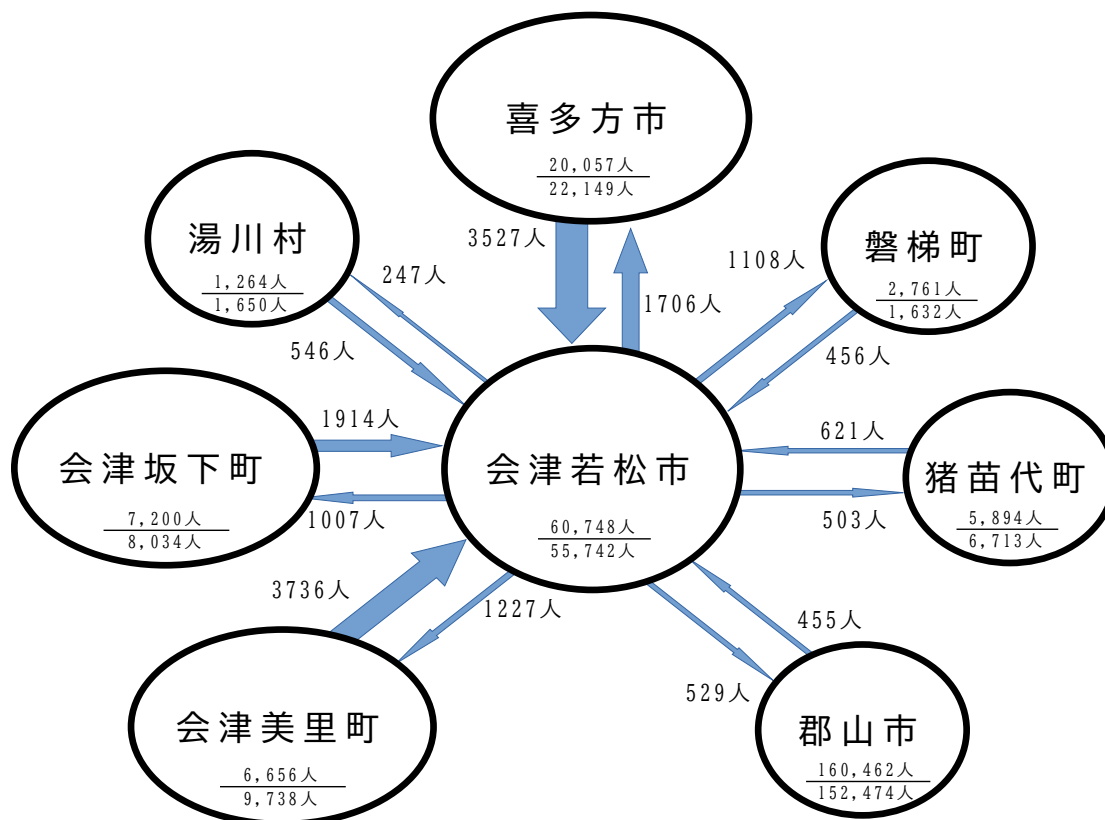 喜多方市
20,057人
22,149人
3527人
1706人
湯川村
1,264人
1,650人
247人
546人
磐梯町
2,761人
1,632人
1108人
456人
会津坂下町
7,200人
8,034人
1914人
1007人
会津若松市
60,748人
55,742人
猪苗代町
5,894人
6,713人
621人
503人
会津美里町
6,656人
9,738人
3736人
1227人
郡山市
160,462人
152,474人
455人
529人